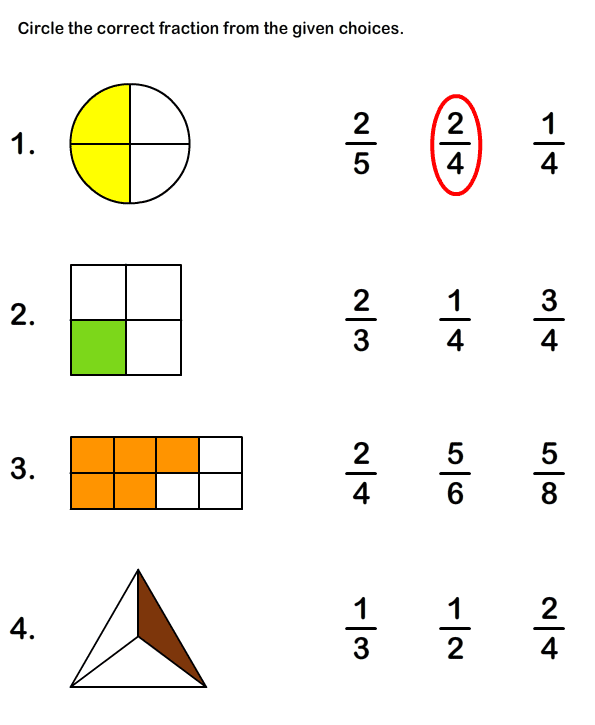 Circle the correct fraction from the given choices.
1. 2/5 2/4 1/4
2. 2/3 1/4 3/4
3. 2/4 5/6 5/8
4. 1/3 1/2 2/4